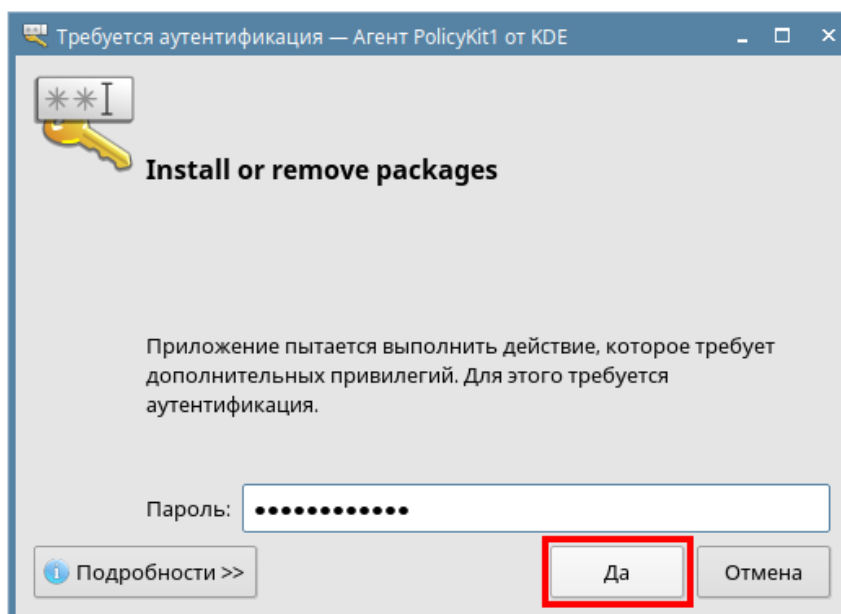 Требуется аутентификация — Агент PolicyKit1 от KDE
Install or remove packages
Приложение пытается выполнить действие, которое требует
дополнительных привилегий. Для этого требуется
аутентификация.
Пароль: ●●●●●●●●●●●●
Подробности >>
Да
Отмена